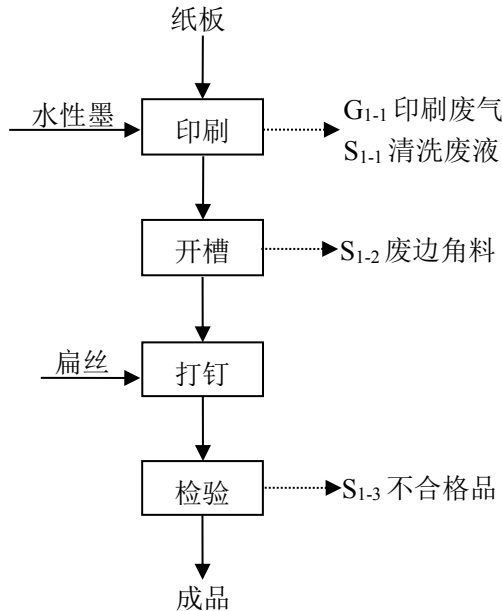 纸板
水性墨
印刷
G1-1 印刷废气
S1-1 清洗废液
开槽
S1-2 废边角料
扁丝
打钉
检验
S1-3 不合格品
成品